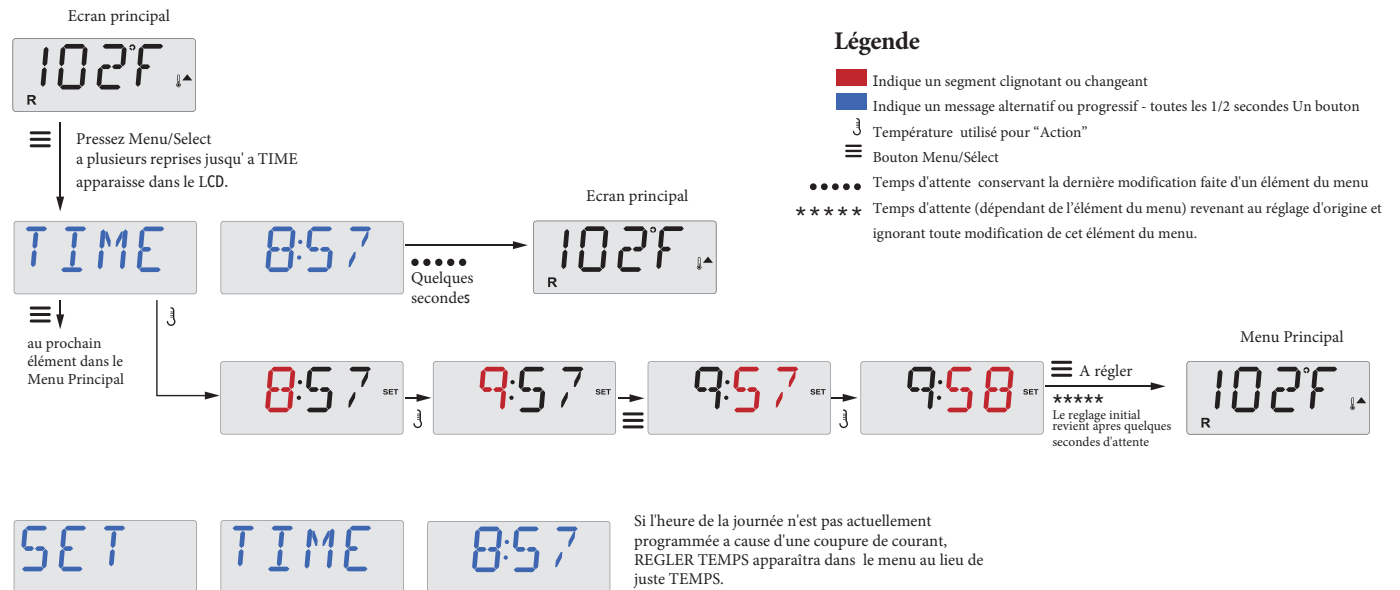 Ecran principal
102°F
R
Pressez Menu/Select
a plusieurs reprises jusqu' a TIME
apparaisse dans le LCD.
Légende
Indique un segment clignotant ou changeant
Indique un message alternatif ou progressif - toutes les 1/2 secondes Un bouton
Température utilisé pour “Action”
Bouton Menu/Sélect
Temps d'attente conservant la dernière modification faite d'un élément du menu
***** Temps d'attente (dépendant de l’élément du menu) revenant au réglage d'origine et
ignorant toute modification de cet élément du menu.
TIME
8:57
Quelques
secondes
Ecran principal
102°F
R
au prochain
élément dans le
Menu Principal
8:57 SET
9:57 SET
9:57 SET
9:58 SET
A régler
*****
Le reglage initial
revient apres quelques
secondes d'attente
Menu Principal
102°F
R
SET
TIME
8:57
Si l'heure de la journée n'est pas actuellement
programmée a cause d'une coupure de courant,
REGLER TEMPS apparaîtra dans le menu au lieu de
juste TEMPS.